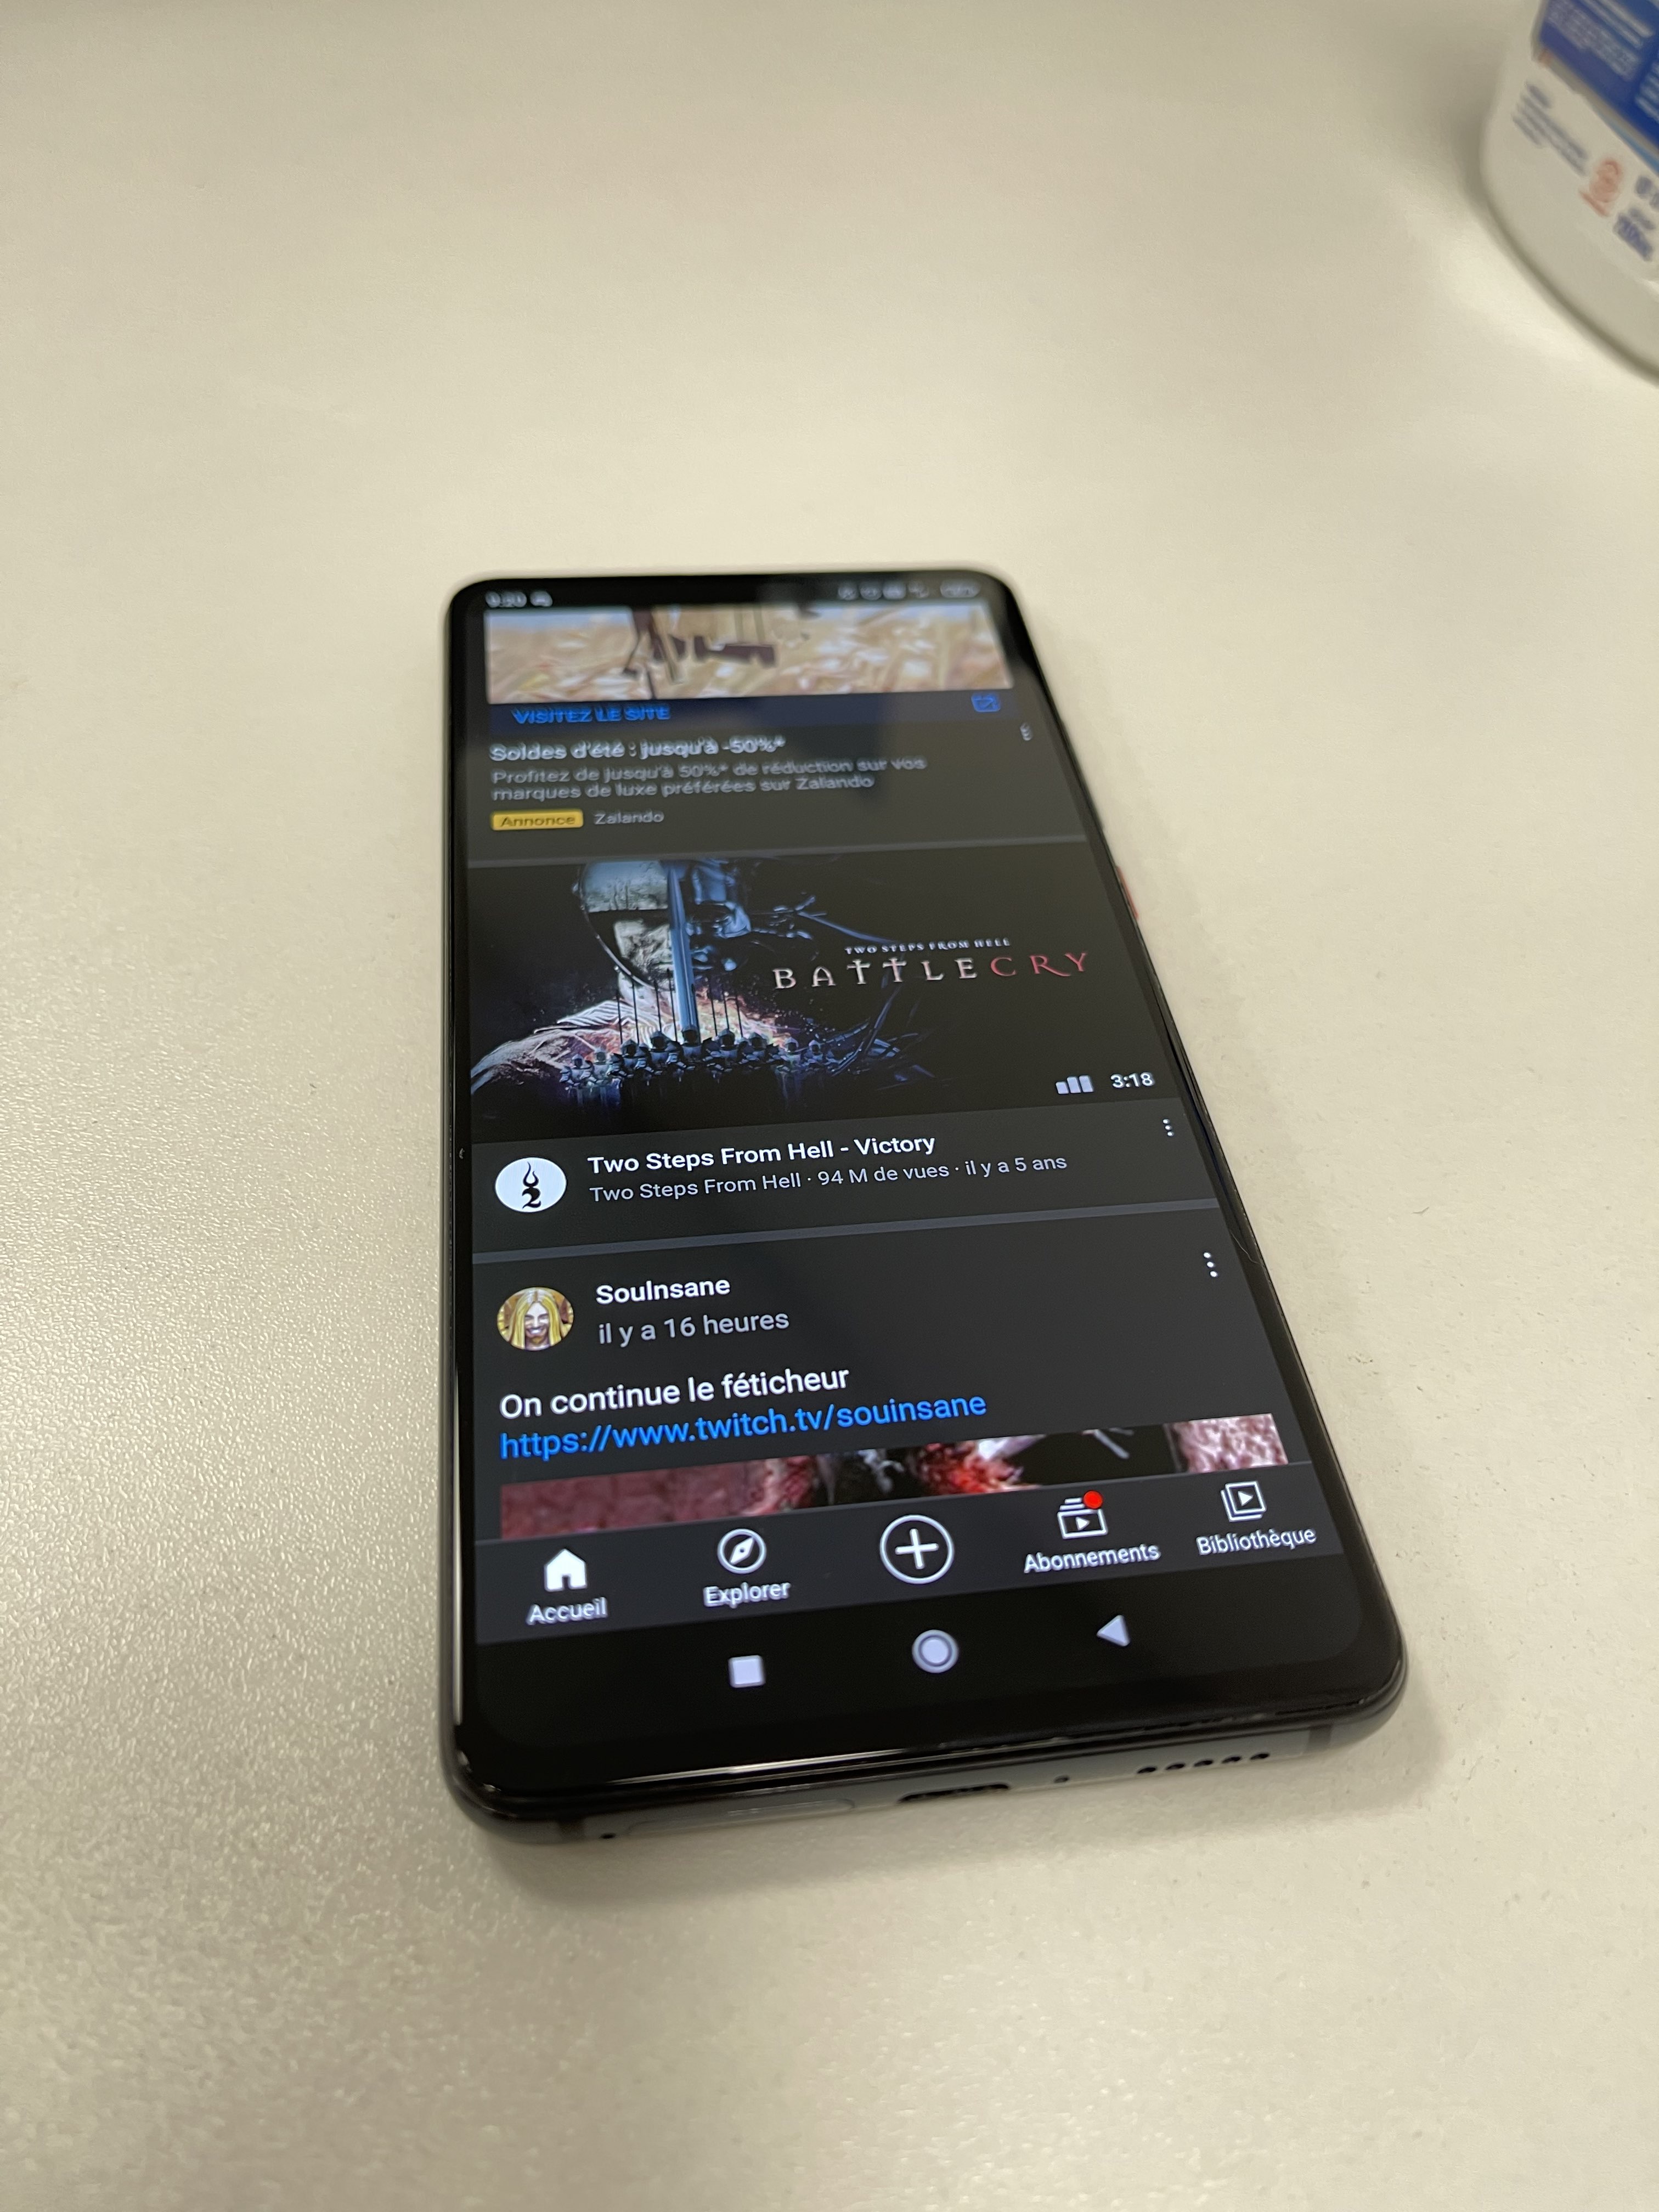 VISITEZ LE SITE
Soldes d'été : jusqu'à -50%*
Profitez de jusqu'à 50%* de réduction sur vos
marques de luxe préférées sur Zalando
Annonce Zalando
TWO STEPS FROM HELL
BATTLECRY
3:18
Two Steps From Hell - Victory
Two Steps From Hell · 94 M de vues · il y a 5 ans
SouInsane
il y a 16 heures
On continue le féticheur
https://www.twitch.tv/souinsane
Accueil
Explorer
Abonnements
Bibliothèque